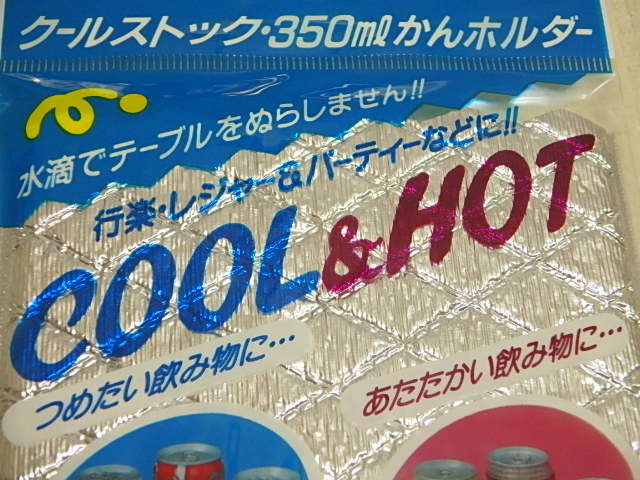 クールストック・350mlかんホルダー
水滴でテーブルをぬらしません!!
行楽・レジャー&パーティーなどに!!
COOL&HOT
つめたい飲み物に…
あたたかい飲み物に…